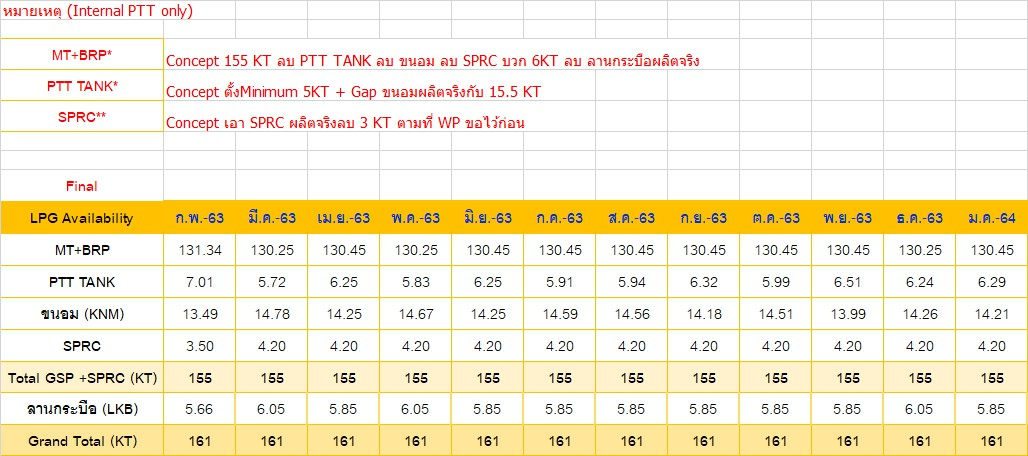 หมายเหตุ (Internal PTT only)
MT+BRP* Concept 155 KT ลบ PTT TANK ลบ ขนอม ลบ SPRC บวก 6KT ลบ ลานกระบือผลิตจริง
PTT TANK* Concept ตั้งMinimum 5KT + Gap ขนอมผลิตจริงกับ 15.5 KT
SPRC** Concept เอา SPRC ผลิตจริงลบ 3 KT ตามที่ WP ขอไว้ก่อน
Final
LPG Availability ก.พ.-63 มี.ค.-63 เม.ย.-63 พ.ค.-63 มิ.ย.-63 ก.ค.-63 ส.ค.-63 ก.ย.-63 ต.ค.-63 พ.ย.-63 ธ.ค.-63 ม.ค.-64
MT+BRP 131.34 130.25 130.45 130.25 130.45 130.45 130.45 130.45 130.45 130.45 130.25 130.45
PTT TANK 7.01 5.72 6.25 5.83 6.25 5.91 5.94 6.32 5.99 6.51 6.24 6.29
ขนอม (KNM) 13.49 14.78 14.25 14.67 14.25 14.59 14.56 14.18 14.51 13.99 14.26 14.21
SPRC 3.50 4.20 4.20 4.20 4.20 4.20 4.20 4.20 4.20 4.20 4.20 4.20
Total GSP +SPRC (KT) 155 155 155 155 155 155 155 155 155 155 155 155
ลานกระบือ (LKB) 5.66 6.05 5.85 6.05 5.85 5.85 5.85 5.85 5.85 5.85 6.05 5.85
Grand Total (KT) 161 161 161 161 161 161 161 161 161 161 161 161